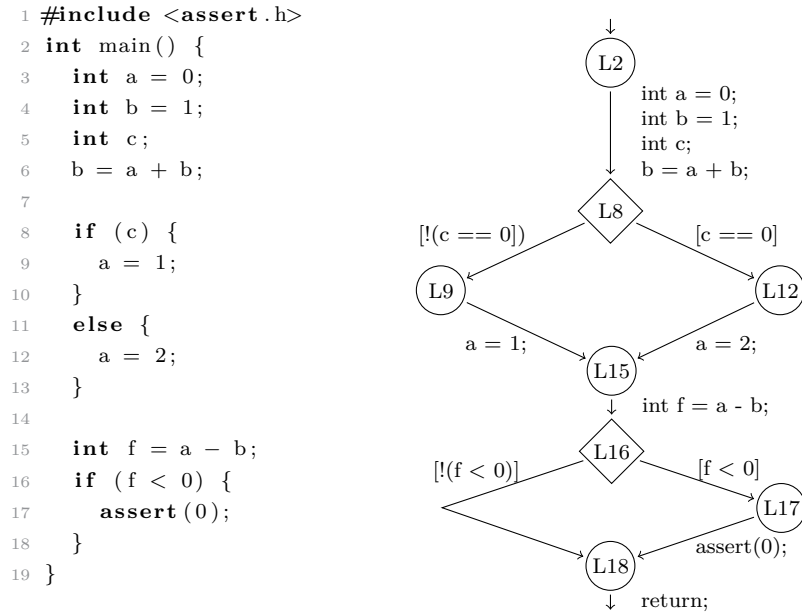 1 #include <assert.h>
2 int main() {
3 int a = 0;
4 int b = 1;
5 int c;
6 b = a + b;
7
8 if (c) {
9 a = 1;
10 }
11 else {
12 a = 2;
13 }
14
15 int f = a − b;
16 if (f < 0) {
17 assert(0);
18 }
19 }
L2
int a = 0;
int b = 1;
int c;
b = a + b;
L8
[!(c == 0])
[c == 0]
L9
L12
a = 1;
a = 2;
L15
int f = a - b;
L16
[!(f < 0)]
[f < 0]
L17
assert(0);
L18
return;